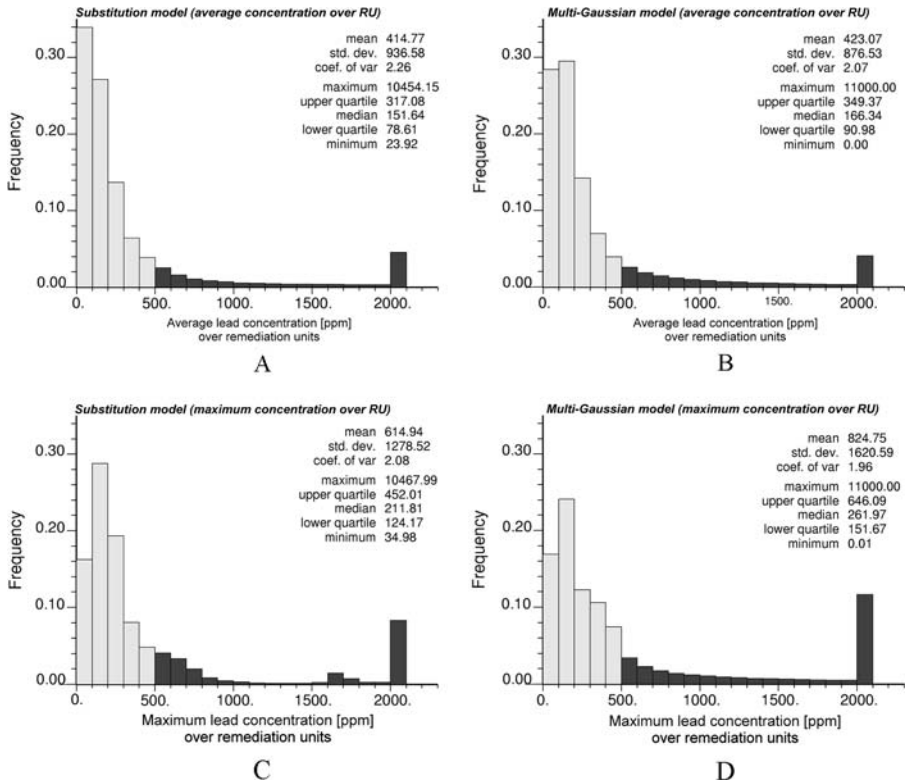 Substitution model (average concentration over RU)
mean 414.77
std. dev. 936.58
coef. of var 2.26
maximum 10454.15
upper quartile 317.08
median 151.64
lower quartile 78.61
minimum 23.92
Frequency
0.30
0.20
0.10
0.00
0. 500. 1000. 1500. 2000.
Average lead concentration [ppm]
over remediation units
A
Multi-Gaussian model (average concentration over RU)
mean 423.07
std. dev. 876.53
coef. of var 2.07
maximum 11000.00
upper quartile 349.37
median 166.34
lower quartile 90.98
minimum 0.00
Frequency
0.30
0.20
0.10
0.00
0. 500. 1000. 1500. 2000.
Average lead concentration [ppm]
over remediation units
B
Substitution model (maximum concentration over RU)
mean 614.94
std. dev. 1278.52
coef. of var 2.08
maximum 10467.99
upper quartile 452.01
median 211.81
lower quartile 124.17
minimum 34.98
Frequency
0.30
0.20
0.10
0.00
0. 500. 1000. 1500. 2000.
Maximum lead concentration [ppm]
over remediation units
C
Multi-Gaussian model (maximum concentration over RU)
mean 824.75
std. dev. 1620.59
coef. of var 1.96
maximum 11000.00
upper quartile 646.09
median 261.97
lower quartile 151.67
minimum 0.01
Frequency
0.30
0.20
0.10
0.00
0. 500. 1000. 1500. 2000.
Maximum lead concentration [ppm]
over remediation units
D